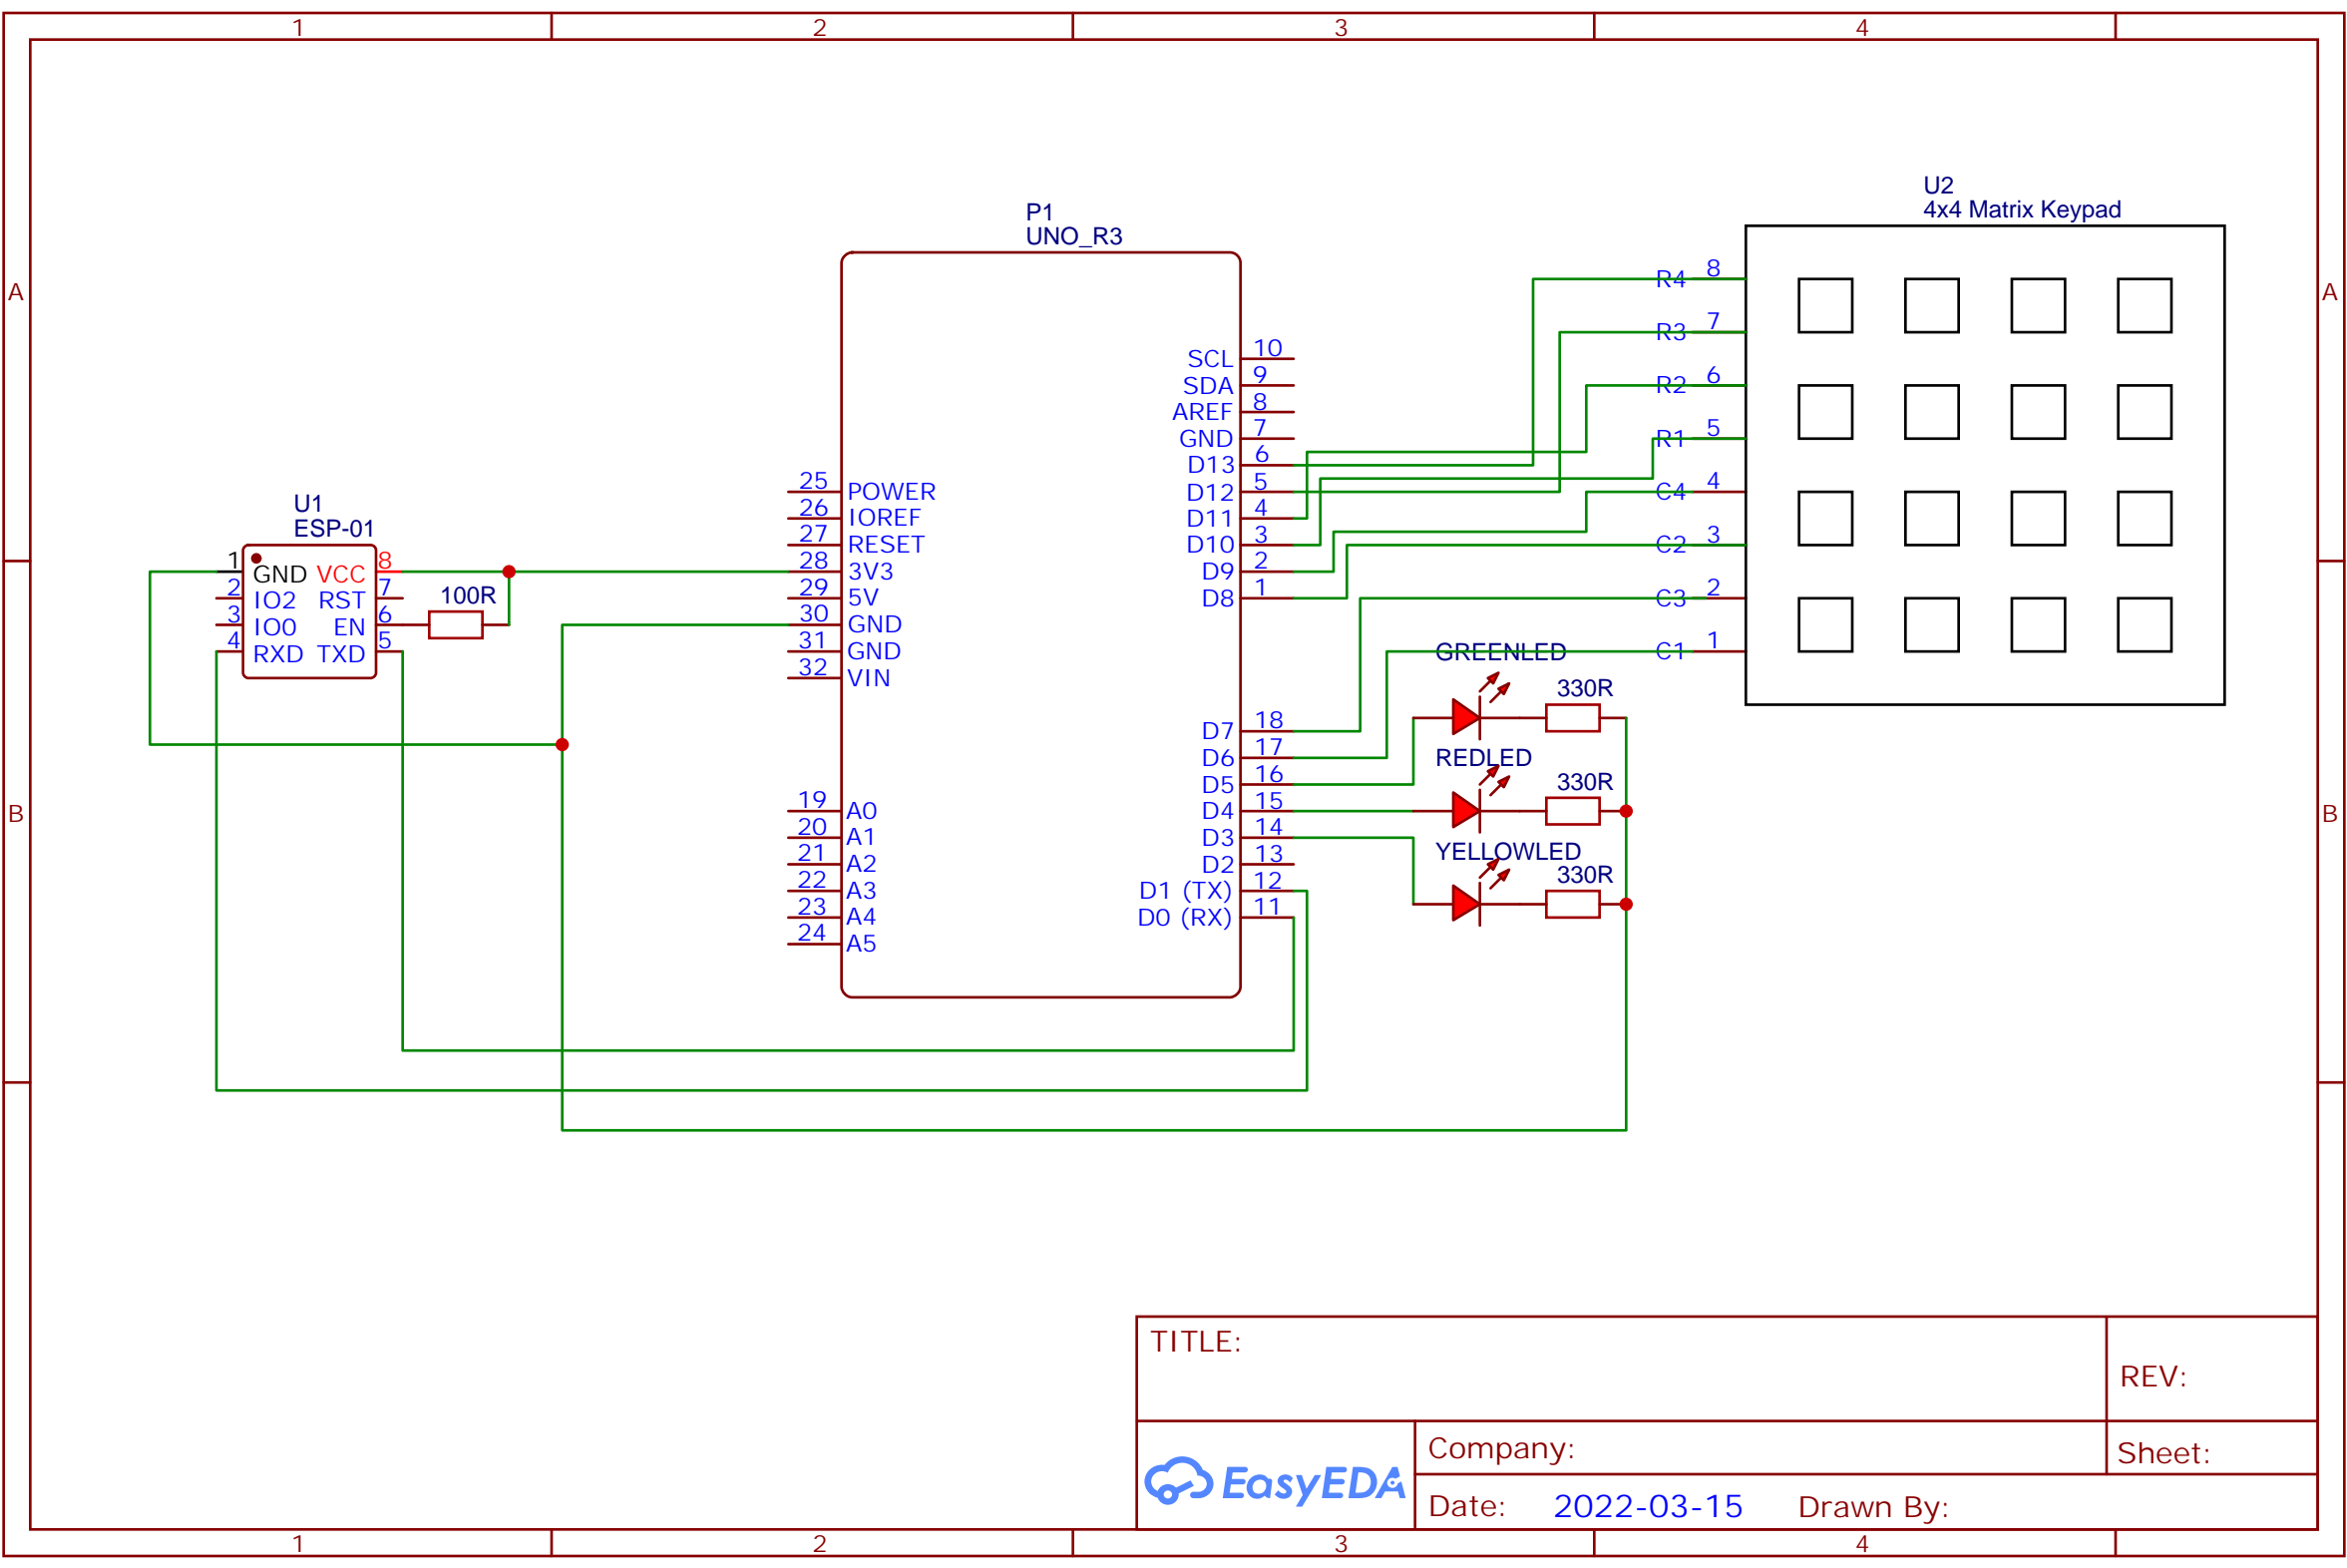 1 2 3 4
A A
B B
U2
4x4 Matrix Keypad
R4 8
R3 7
R2 6
R1 5
C4 4
C2 3
C3 2
C1 1
P1
UNO_R3
SCL 10
SDA 9
AREF 8
GND 7
D13 6
D12 5
D11 4
D10 3
D9 2
D8 1
25 POWER
26 IOREF
27 RESET
28 3V3
29 5V
30 GND
31 GND
32 VIN
D7 18
D6 17
D5 16
D4 15
D3 14
D2 13
D1 (TX) 12
D0 (RX) 11
19 A0
20 A1
21 A2
22 A3
23 A4
24 A5
U1
ESP-01
1 GND VCC 8
2 IO2 RST 7
3 IO0 EN 6
4 RXD TXD 5
100R
GREENLED
330R
REDLED
330R
YELLOWLED
330R
TITLE:
REV:
EasyEDA
Company:
Sheet:
Date: 2022-03-15 Drawn By:
1 2 3 4